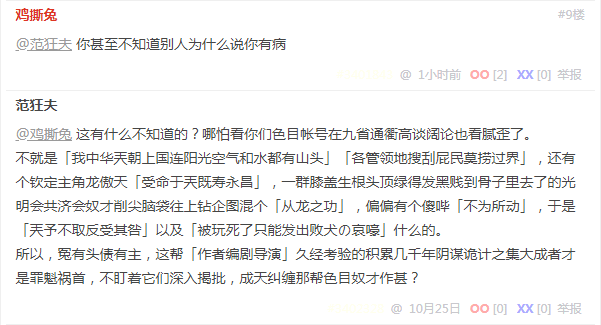 鸡撕兔 #9楼
@范狂夫 你甚至不知道别人为什么说你有病
@ 1小时前 OO [2] XX [0] 举报
范狂夫
@鸡撕兔 这有什么不知道的？哪怕看你们色目帐号在九省通衢高谈阔论也看腻歪了。
不就是「我中华天朝上国连阳光空气和水都有山头」「各管领地搜刮屁民莫捞过界」，还有
个钦定主角龙傲天「受命于天既寿永昌」，一群膝盖生根头顶绿得发黑贱到骨子里去了的光
明会共济会奴才削尖脑袋往上钻企图混个「从龙之功」，偏偏有个傻哔「不为所动」，于是
「天予不取反受其咎」以及「被玩死了只能发出败犬の哀嚎」什么的。
所以，冤有头债有主，这帮「作者编剧导演」久经考验的积累几千年阴谋诡计之集大成者才
是罪魁祸首，不盯着它们深入揭批，成天纠缠那帮色目奴才作甚？
@ 10月25日 OO [0] XX [0] 举报